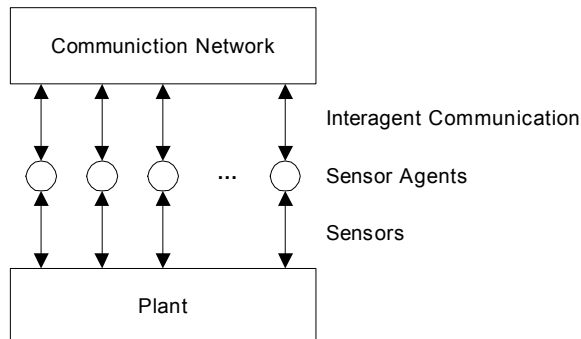 Communiction Network
Interagent Communication
... Sensor Agents
Sensors
Plant